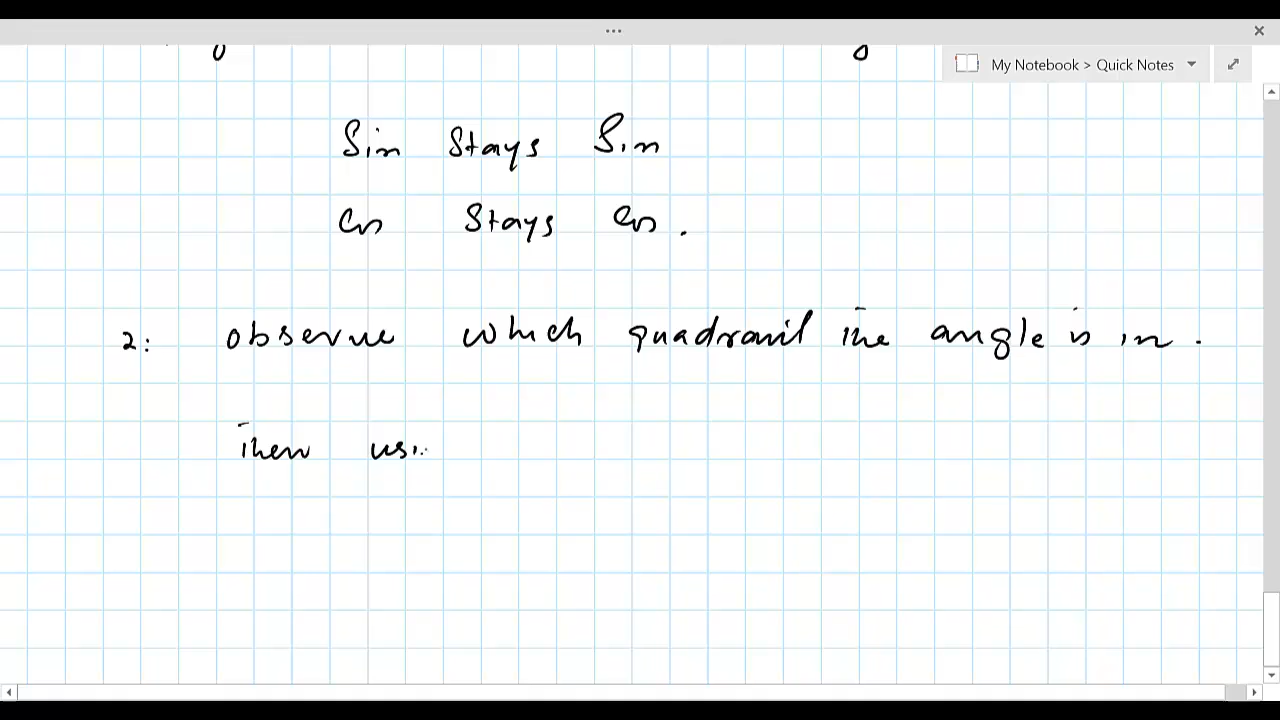 My Notebook > Quick Notes
Sin Stays Sin
Cos Stays Cos.
2: observe which quadrant the angle is in.
Then usi